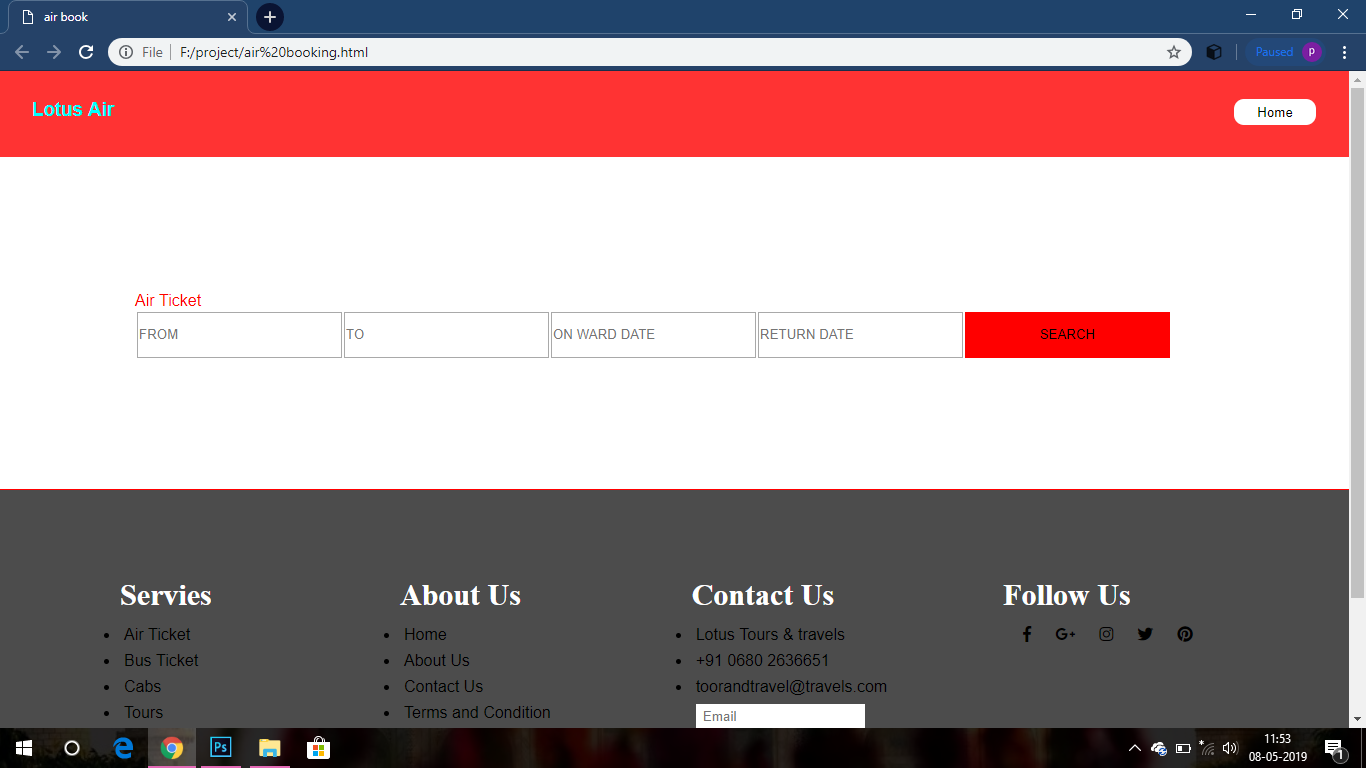 air book
File F:/project/air%20booking.html Paused p
Lotus Air Home
Air Ticket
FROM TO ON WARD DATE RETURN DATE SEARCH
Servies About Us Contact Us Follow Us
Air Ticket Home Lotus Tours & travels
Bus Ticket About Us +91 0680 2636651
Cabs Contact Us toorandtravel@travels.com
Tours Terms and Condition Email
Ps 11:53
08-05-2019 1